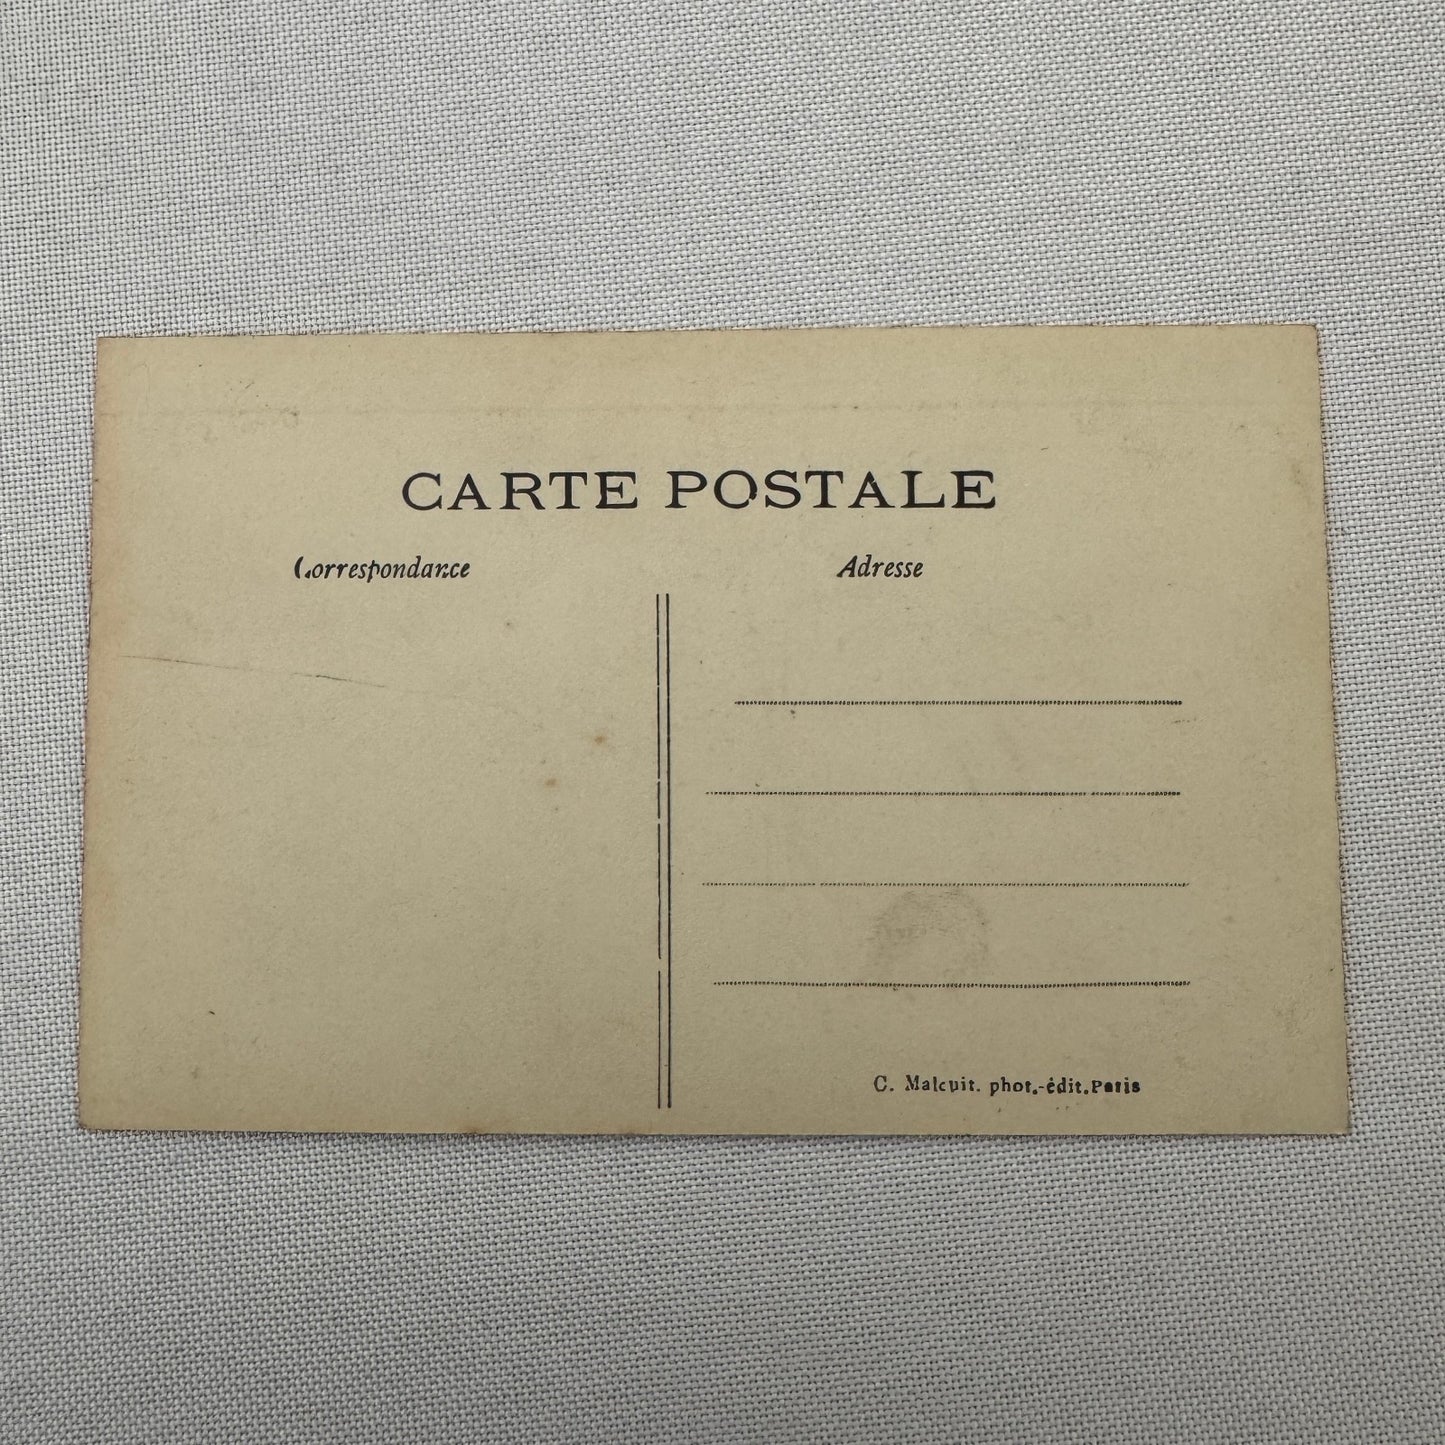 CARTE POSTALE
Correspondance
Adresse
C. Malcuit. phot.-édit. Paris